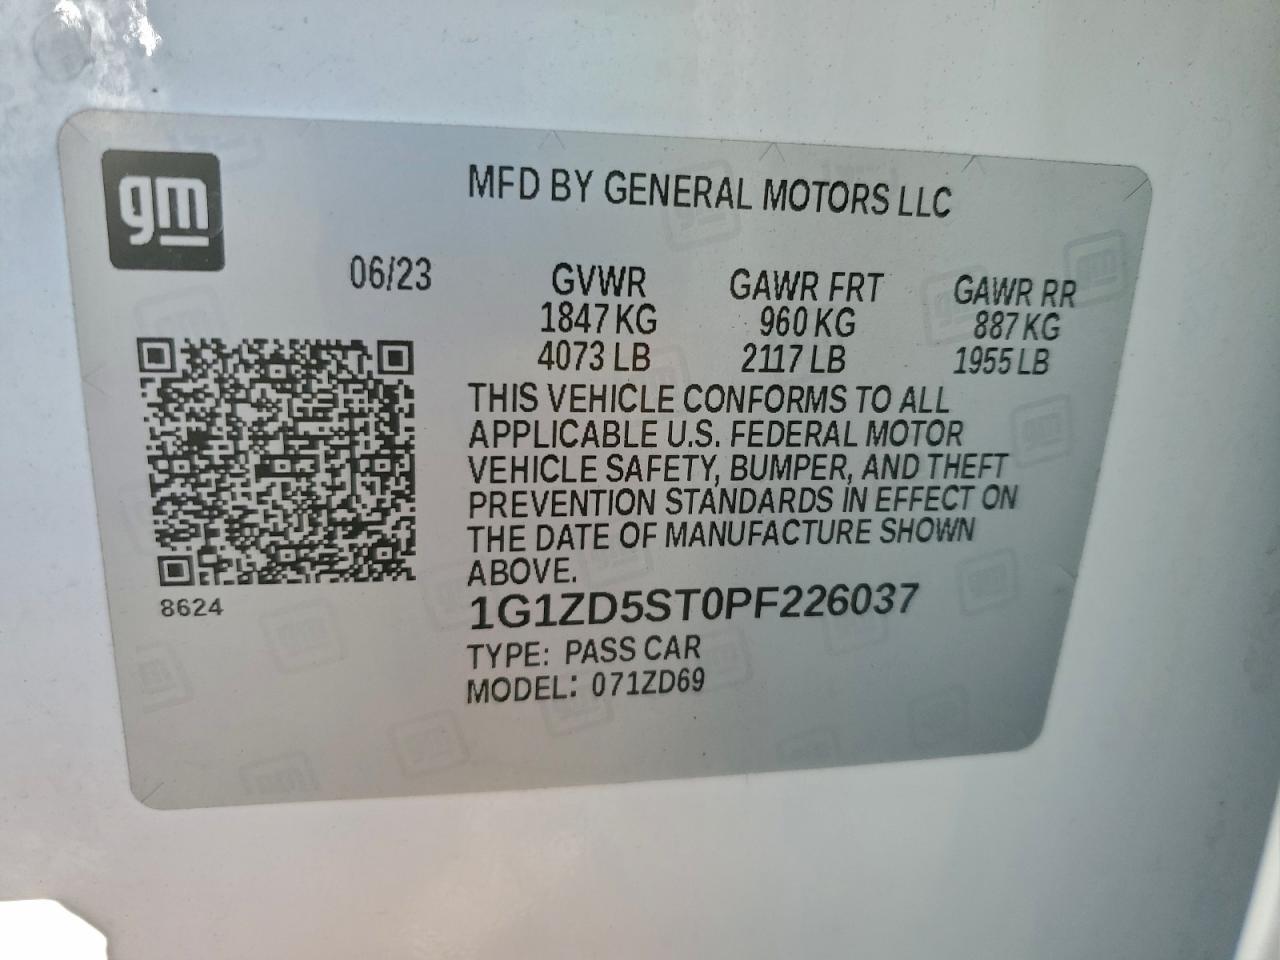 gm
MFD BY GENERAL MOTORS LLC
06/23 GVWR GAWR FRT GAWR RR
1847 KG 960 KG 887 KG
4073 LB 2117 LB 1955 LB
THIS VEHICLE CONFORMS TO ALL
APPLICABLE U.S. FEDERAL MOTOR
VEHICLE SAFETY, BUMPER, AND THEFT
PREVENTION STANDARDS IN EFFECT ON
THE DATE OF MANUFACTURE SHOWN
ABOVE.
8624
1G1ZD5ST0PF226037
TYPE: PASS CAR
MODEL: 071ZD69